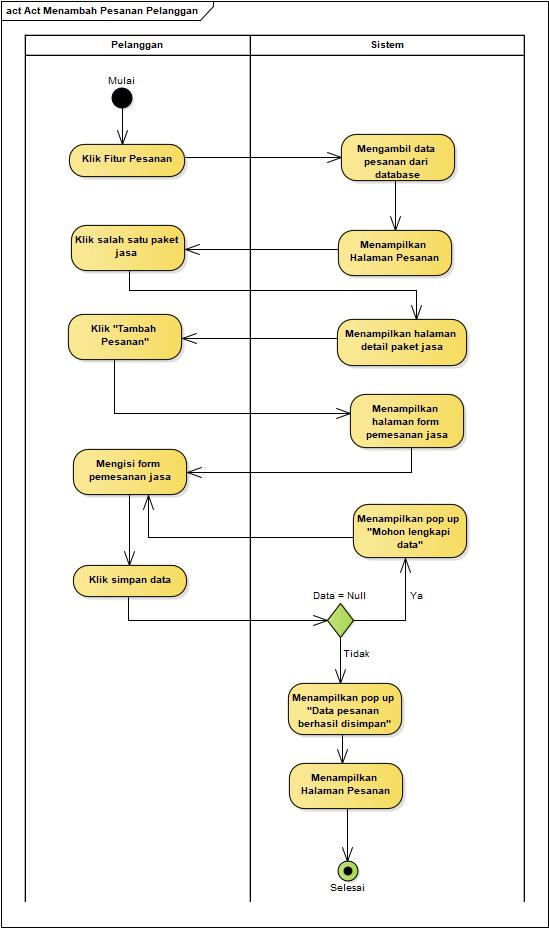 act Act Menambah Pesanan Pelanggan
Pelanggan
Sistem
Mulai
Klik Fitur Pesanan
Mengambil data
pesanan dari
database
Klik salah satu paket
jasa
Menampilkan
Halaman Pesanan
Klik "Tambah
Pesanan"
Menampilkan halaman
detail paket jasa
Menampilkan
halaman form
pemesanan jasa
Mengisi form
pemesanan jasa
Menampilkan pop up
"Mohon lengkapi
data"
Klik simpan data
Data = Null
Ya
Tidak
Menampilkan pop up
"Data pesanan
berhasil disimpan"
Menampilkan
Halaman Pesanan
Selesai